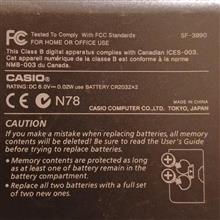 FC Tested To Comply With FCC Standards SF-3990
FOR HOME OR OFFICE USE
This Class B digital apparatus complies with Canadian ICES-003.
Cet appareil numérique de la classe B est conforme à la norme
NMB-003 du Canada.
CASIO
RATING: DC 6.0V⎓ 0.02W use BATTERY CR2032×2
CE N78
CASIO COMPUTER CO.,LTD. TOKYO, JAPAN
CAUTION
If you make a mistake when replacing batteries, all
memory contents will be deleted! Be sure to read the User's Guide
before trying to replace batteries.
• Memory contents are protected as long as
at least one battery remain in the battery
compartment.
• Replace all two batteries with a full set
of two new ones.